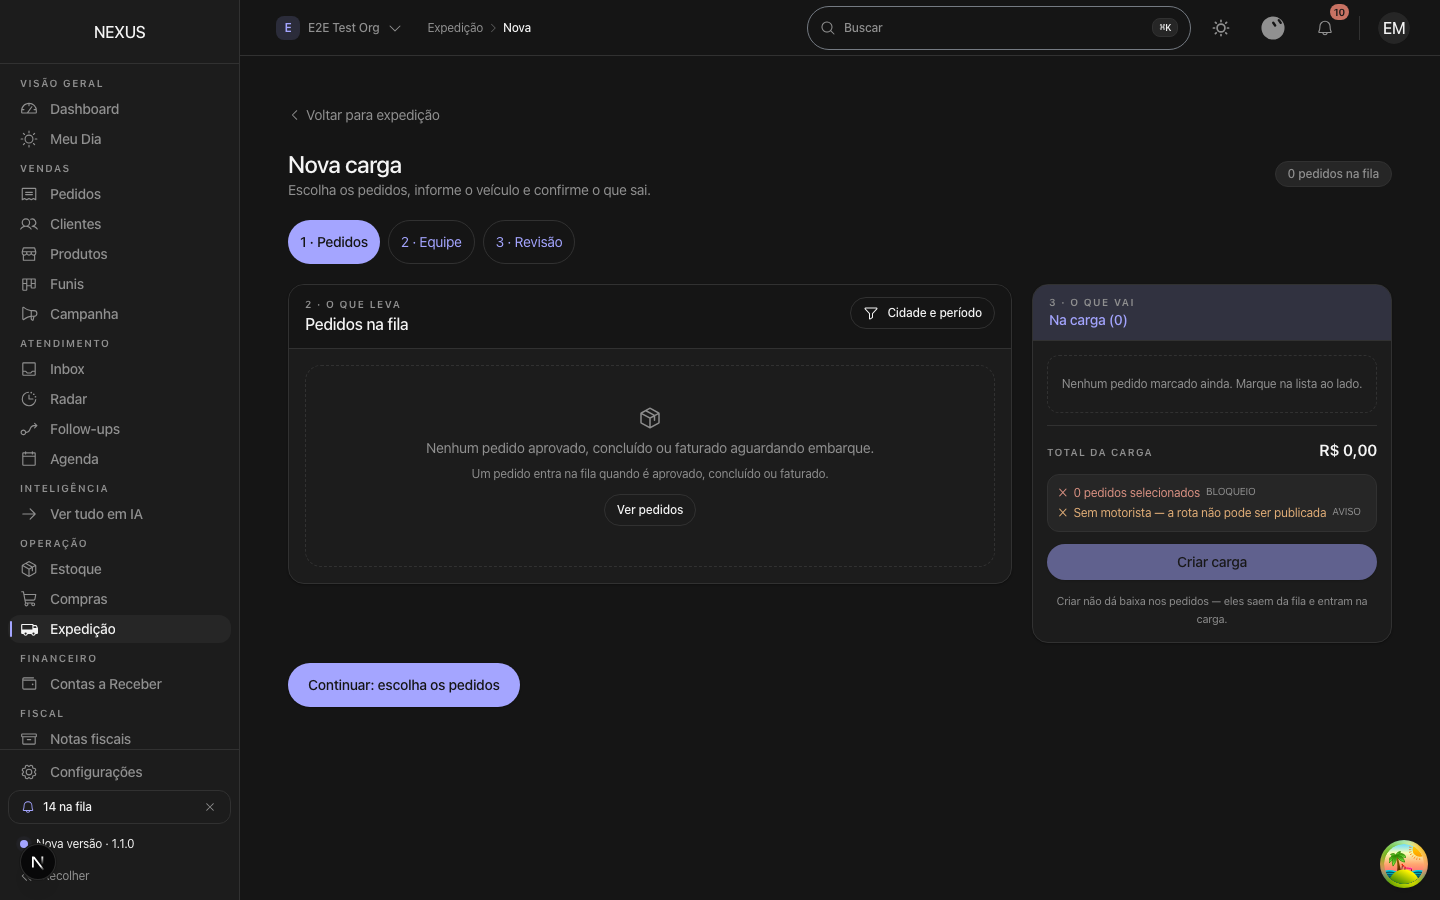 NEXUS
VISÃO GERAL
Dashboard
Meu Dia
VENDAS
Pedidos
Clientes
Produtos
Funis
Campanha
ATENDIMENTO
Inbox
Radar
Follow-ups
Agenda
INTELIGÊNCIA
Ver tudo em IA
OPERAÇÃO
Estoque
Compras
Expedição
FINANCEIRO
Contas a Receber
FISCAL
Notas fiscais
Configurações
14 na fila
Nova versão · 1.1.0
N
E E2E Test Org
Expedição > Nova
Buscar ⌘K
10
EM
Voltar para expedição
Nova carga
Escolha os pedidos, informe o veículo e confirme o que sai.
0 pedidos na fila
1 · Pedidos
2 · Equipe
3 · Revisão
2 · O QUE LEVA
Pedidos na fila
Cidade e período
Nenhum pedido aprovado, concluído ou faturado aguardando embarque.
Um pedido entra na fila quando é aprovado, concluído ou faturado.
Ver pedidos
3 · O QUE VAI
Na carga (0)
Nenhum pedido marcado ainda. Marque na lista ao lado.
TOTAL DA CARGA R$ 0,00
0 pedidos selecionados BLOQUEIO
Sem motorista — a rota não pode ser publicada AVISO
Criar carga
Criar não dá baixa nos pedidos — eles saem da fila e entram na
carga.
Continuar: escolha os pedidos